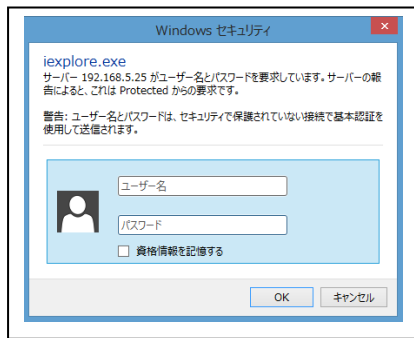 Windows セキュリティ
iexplore.exe
サーバー 192.168.5.25 がユーザー名とパスワードを要求しています。サーバーの報
告によると、これは Protected からの要求です。
警告: ユーザー名とパスワードは、セキュリティで保護されていない接続で基本認証を
使用して送信されます。
ユーザー名
パスワード
資格情報を記憶する
OK
キャンセル